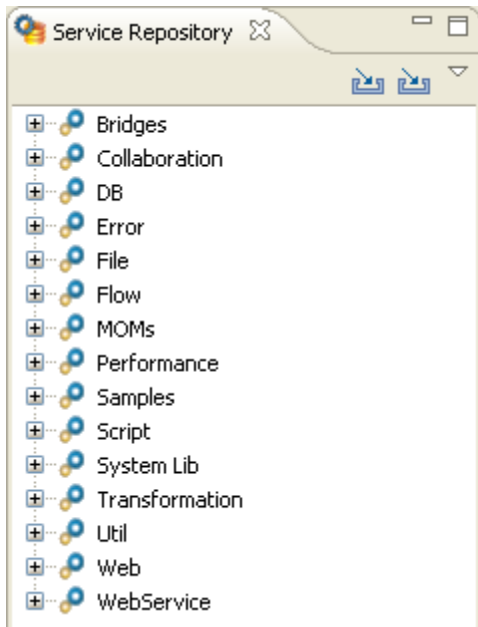 Service Repository
Bridges
Collaboration
DB
Error
File
Flow
MOMs
Performance
Samples
Script
System Lib
Transformation
Util
Web
WebService